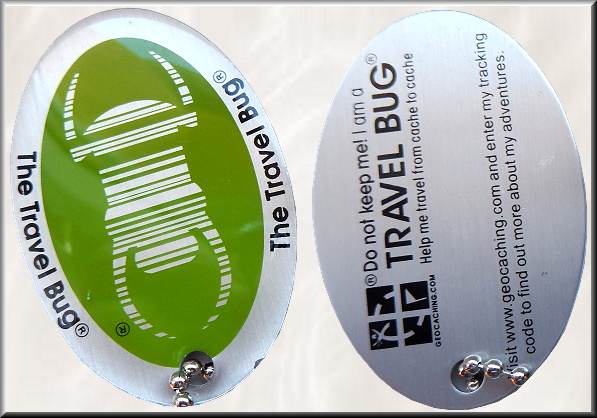 The Travel Bug®
The Travel Bug®
®
®Do not keep me! I am a
TRAVEL BUG®
Help me travel from cache to cache
GEOCACHING.COM
Visit www.geocaching.com and enter my tracking
code to find out more about my adventures.